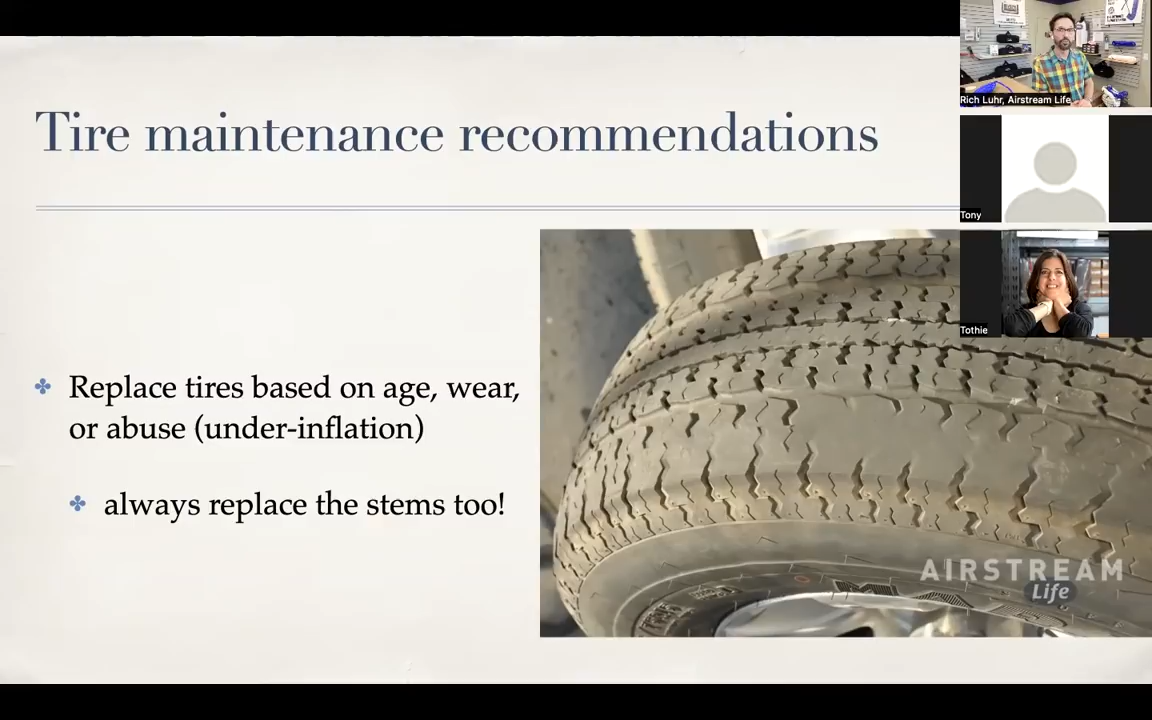 Tire maintenance recommendations
Replace tires based on age, wear,
or abuse (under-inflation)
always replace the stems too!
AIRSTREAM
Life
Rich Luhr, Airstream Life
Tony
Tothie